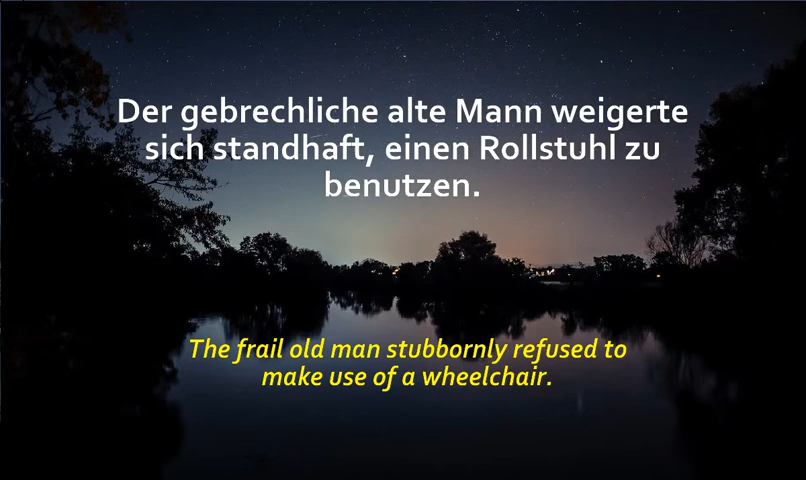 Der gebrechliche alte Mann weigerte
sich standhaft, einen Rollstuhl zu
benutzen.
The frail old man stubbornly refused to
make use of a wheelchair.